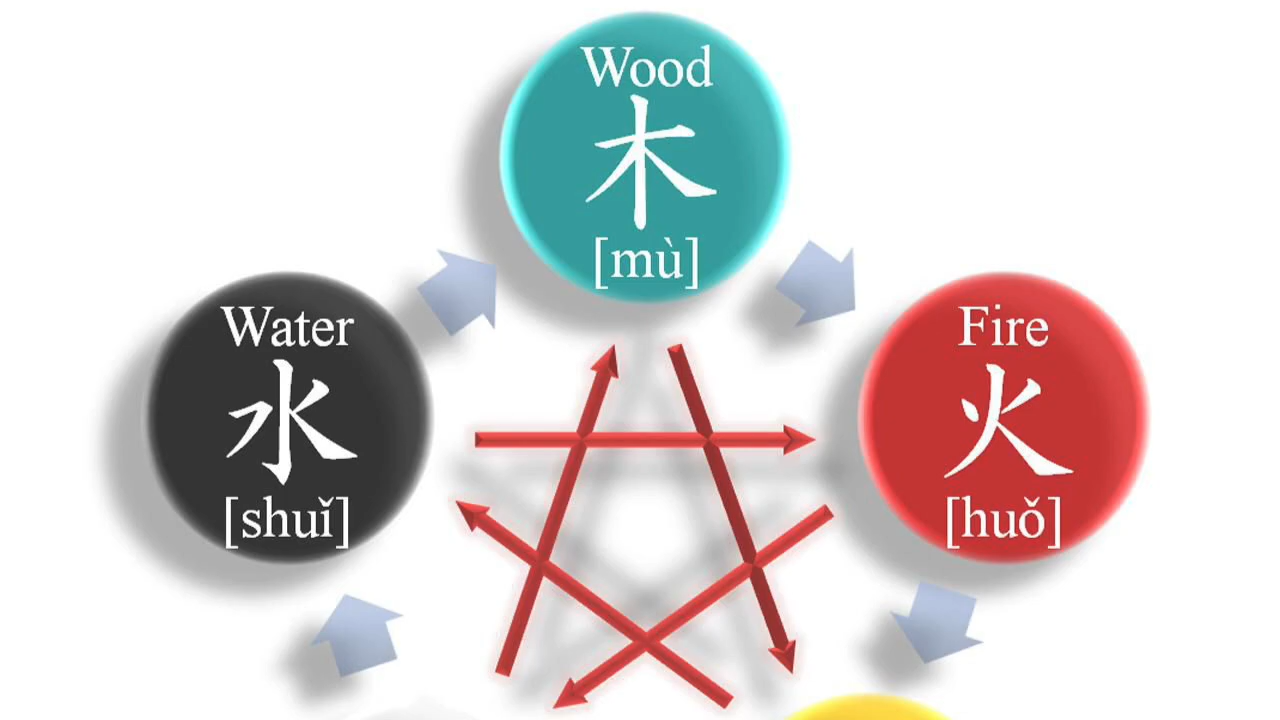 Wood
木
[mù]
Water
水
[shuǐ]
Fire
火
[huǒ]